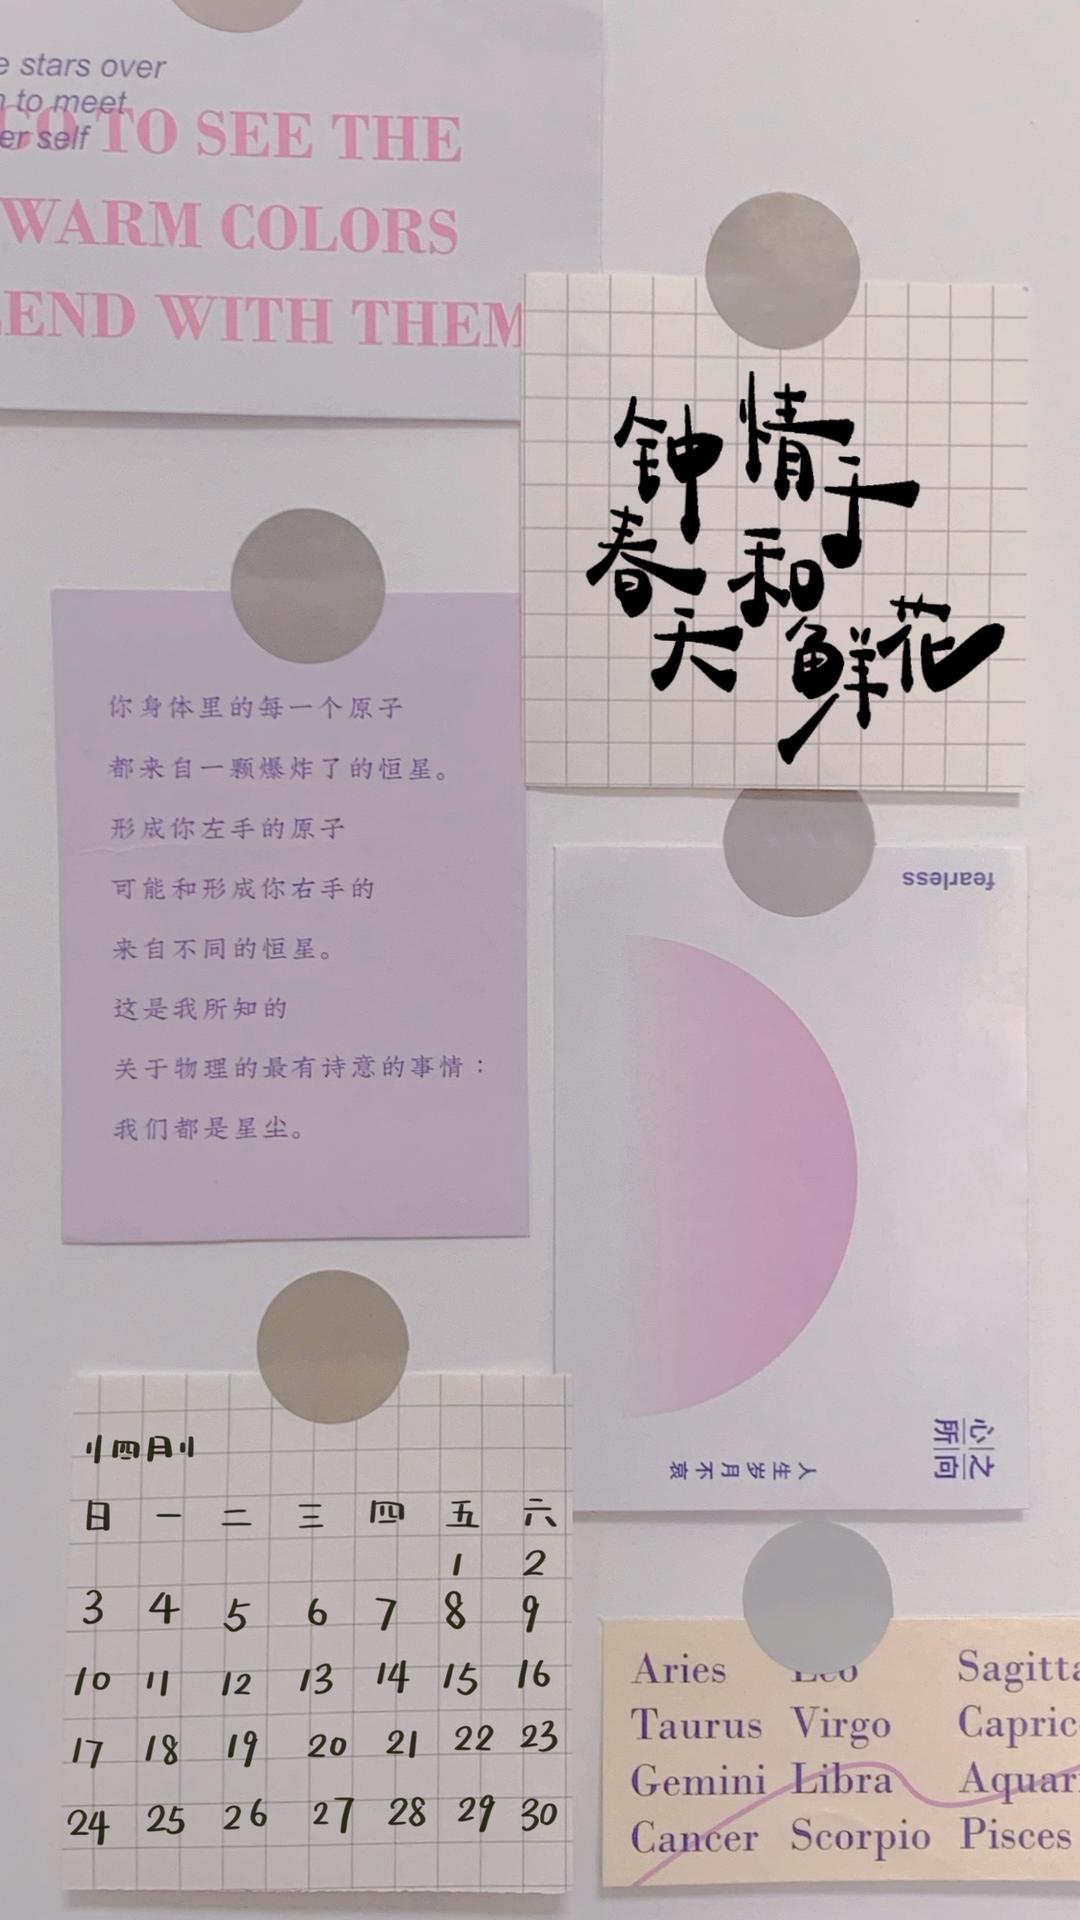 stars over
to meet
self
TO SEE THE
WARM COLORS
WITH THEM
钟情于
春天和鲜花
你身体里的每一个原子
都来自一颗爆炸了的恒星。
形成你左手的原子
可能和形成你右手的
来自不同的恒星。
这是我所知的
关于物理的最有诗意的事情：
我们都是星尘。
fearless
心之所向
人生岁月不衰
四月
日 一 二 三 四 五 六
1 2
3 4 5 6 7 8 9
10 11 12 13 14 15 16
17 18 19 20 21 22 23
24 25 26 27 28 29 30
Aries Leo
Taurus Virgo
Gemini Libra
Cancer Scorpio Pisces